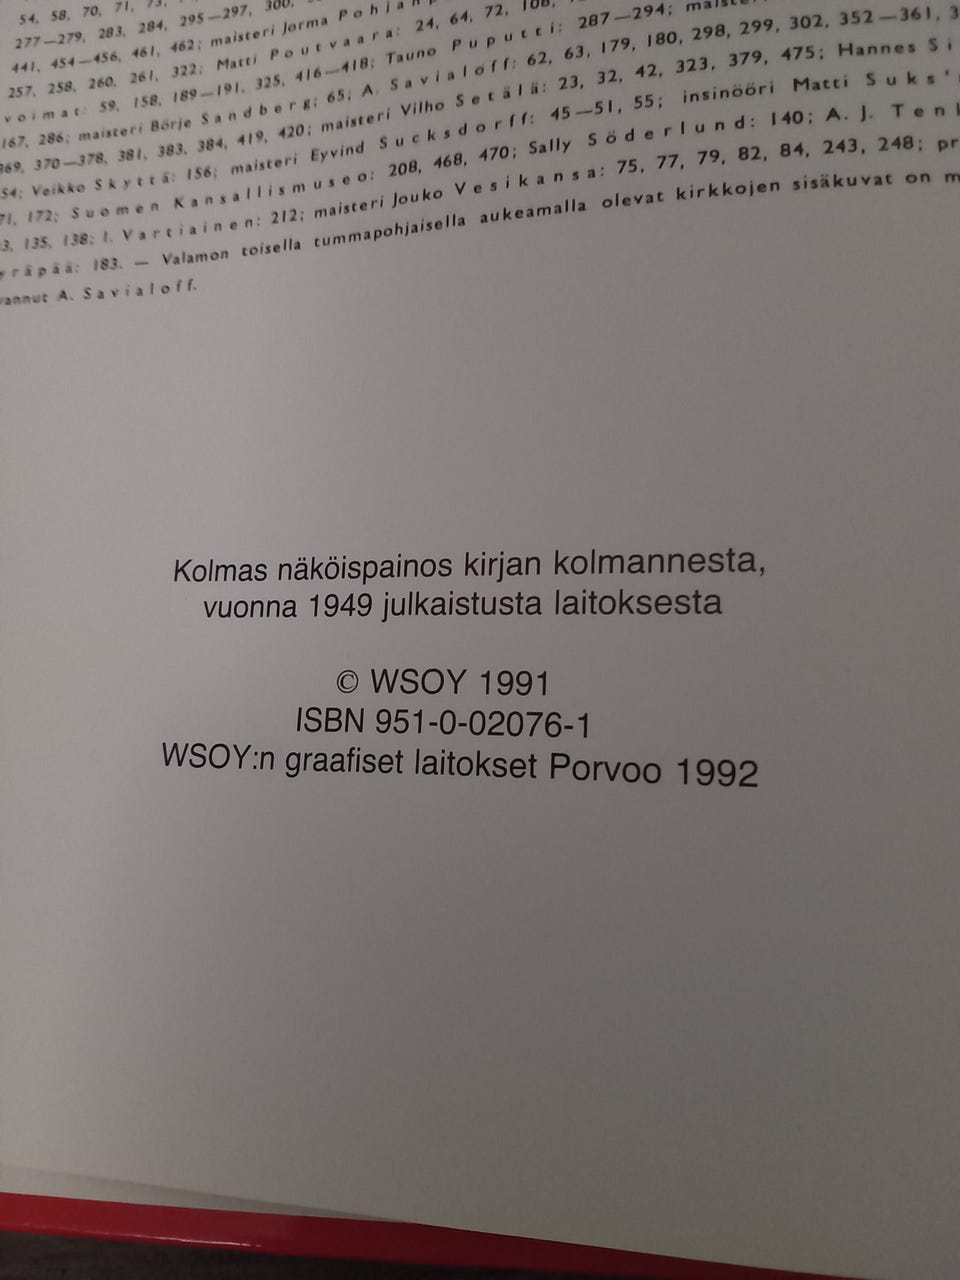 54, 58, 70, 71, 73,
277—279, 283, 284, 295—297, 300,
441, 454—456, 461, 462; maisteri Jorma
257, 258, 260, 261, 322; Matti Poutvaara: 24, 64, 72, 108,
voimat: 59, 158, 189—191, 325, 416—418; Tauno Puputti: 287—294;
167, 286; maisteri Börje Sandberg: 65; A. Savialoff: 62, 63, 179, 180, 298, 299, 302, 352—361,
369, 370—378, 381, 383, 384, 419, 420; maisteri Vilho Setälä: 23, 32, 42, 323, 379, 475; Hannes
54; Veikko Skyttä: 156; maisteri Eyvind Sucksdorff: 45—51, 55; insinööri Matti
71, 172; Suomen Kansallismuseo: 208, 468, 470; Sally Söderlund: 140; A. J.
135, 138; I. Vartiainen: 212; maisteri Jouko Vesikansa: 75, 77, 79, 82, 84, 243, 248;
yräpää: 183. — Valamon toisella tummapohjaisella aukeamalla olevat kirkkojen sisäkuvat on
vannut A. Savialoff.
Kolmas näköispainos kirjan kolmannesta,
vuonna 1949 julkaistusta laitoksesta
© WSOY 1991
ISBN 951-0-02076-1
WSOY:n graafiset laitokset Porvoo 1992